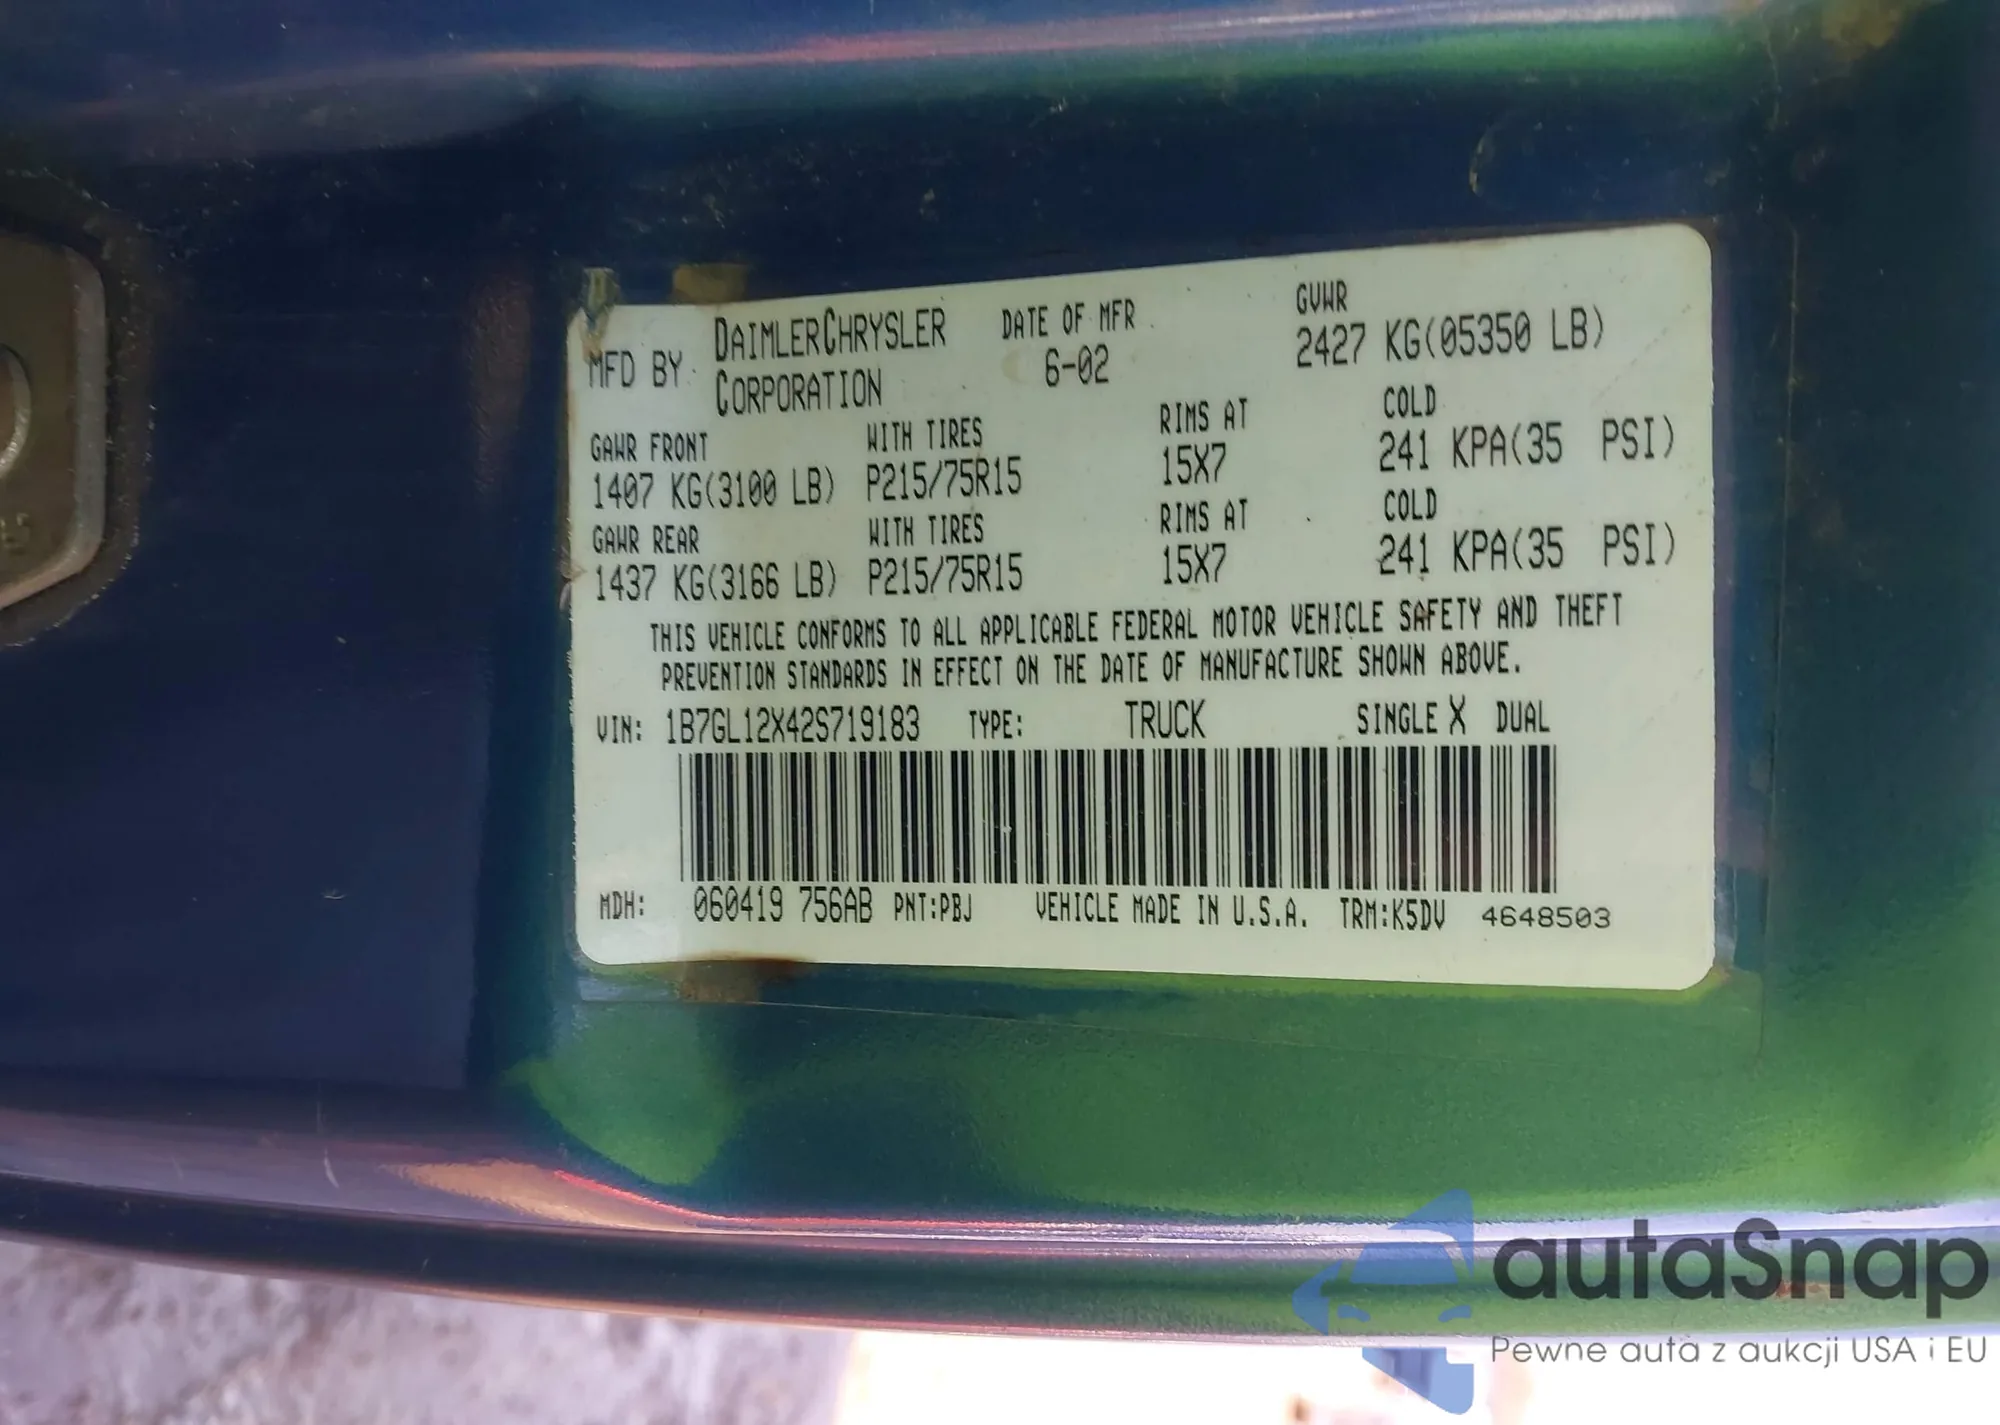 MFD BY DAIMLERCHRYSLER CORPORATION DATE OF MFR 6-02 GVWR 2427 KG(05350 LB)
GAWR FRONT WITH TIRES RIMS AT COLD
1407 KG(3100 LB) P215/75R15 15X7 241 KPA(35 PSI)
GAWR REAR WITH TIRES RIMS AT COLD
1437 KG(3166 LB) P215/75R15 15X7 241 KPA(35 PSI)
THIS VEHICLE CONFORMS TO ALL APPLICABLE FEDERAL MOTOR VEHICLE SAFETY AND THEFT
PREVENTION STANDARDS IN EFFECT ON THE DATE OF MANUFACTURE SHOWN ABOVE.
VIN: 1B7GL12X42S719183 TYPE: TRUCK SINGLE X DUAL
MDH: 060419 756AB PNT:PBJ VEHICLE MADE IN U.S.A. TRM:K5DV 4648503
autaSnap
Pewne auta z aukcji USA i EU